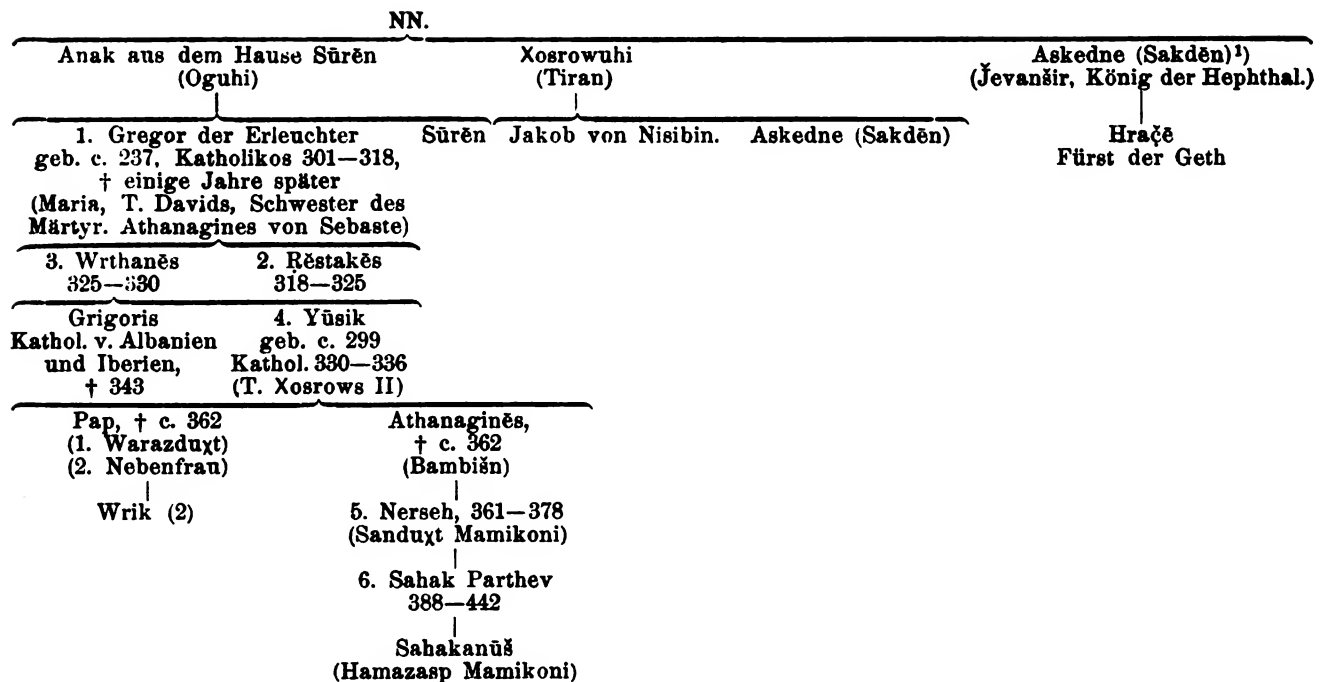 NN.
Anak aus dem Hause Sūrēn Xosrowuhi Askedne (Sakdēn)¹)
(Oguhi) (Tiran) (J̌evanšir, König der Hephthal.)
1. Gregor der Erleuchter Sūrēn Jakob von Nisibin. Askedne (Sakdēn) Hračē
geb. c. 237, Katholikos 301—318, Fürst der Geth
† einige Jahre später
(Maria, T. Davids, Schwester des
Märtyr. Athanagines von Sebaste)
3. Wrthanēs 2. Ṛēstakēs
325—330 318—325
Grigoris 4. Yūsik
Kathol. v. Albanien geb. c. 299
und Iberien, Kathol. 330—336
† 343 (T. Xosrows II)
Pap, † c. 362 Athanaginēs,
(1. Warazduχt) † c. 362
(2. Nebenfrau) (Bambišn)
Wrik (2) 5. Nerseh, 361—378
(Sanduχt Mamikoni)
6. Sahak Parthev
388—442
Sahakanūš
(Hamazasp Mamikoni)